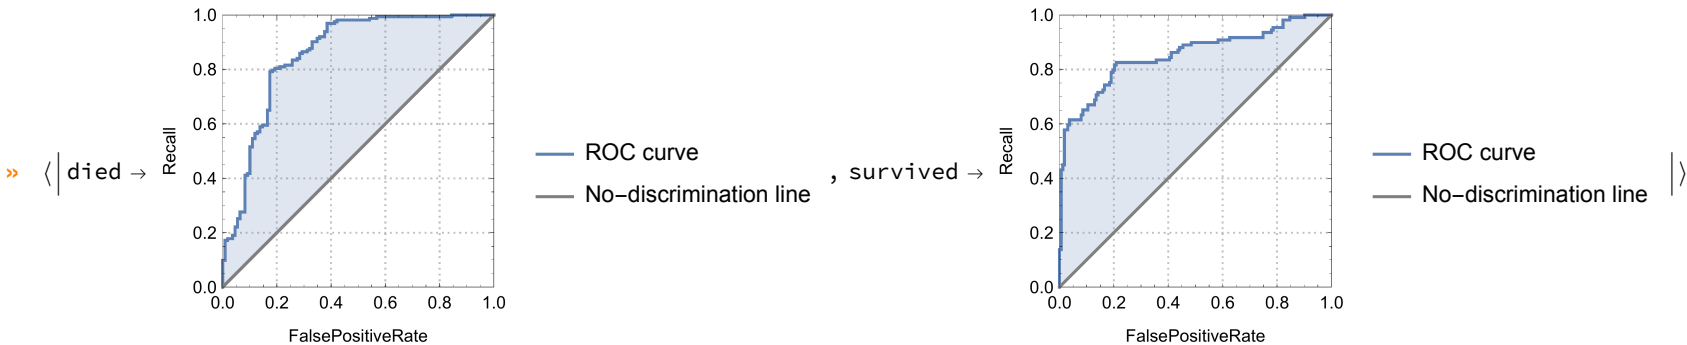 1.0
0.8
0.6
0.4
0.2
0.0
Recall
0.0 0.2 0.4 0.6 0.8 1.0
FalsePositiveRate
» <| died →
ROC curve
No-discrimination line
, survived →
1.0
0.8
0.6
0.4
0.2
0.0
Recall
0.0 0.2 0.4 0.6 0.8 1.0
FalsePositiveRate
ROC curve
No-discrimination line
|>